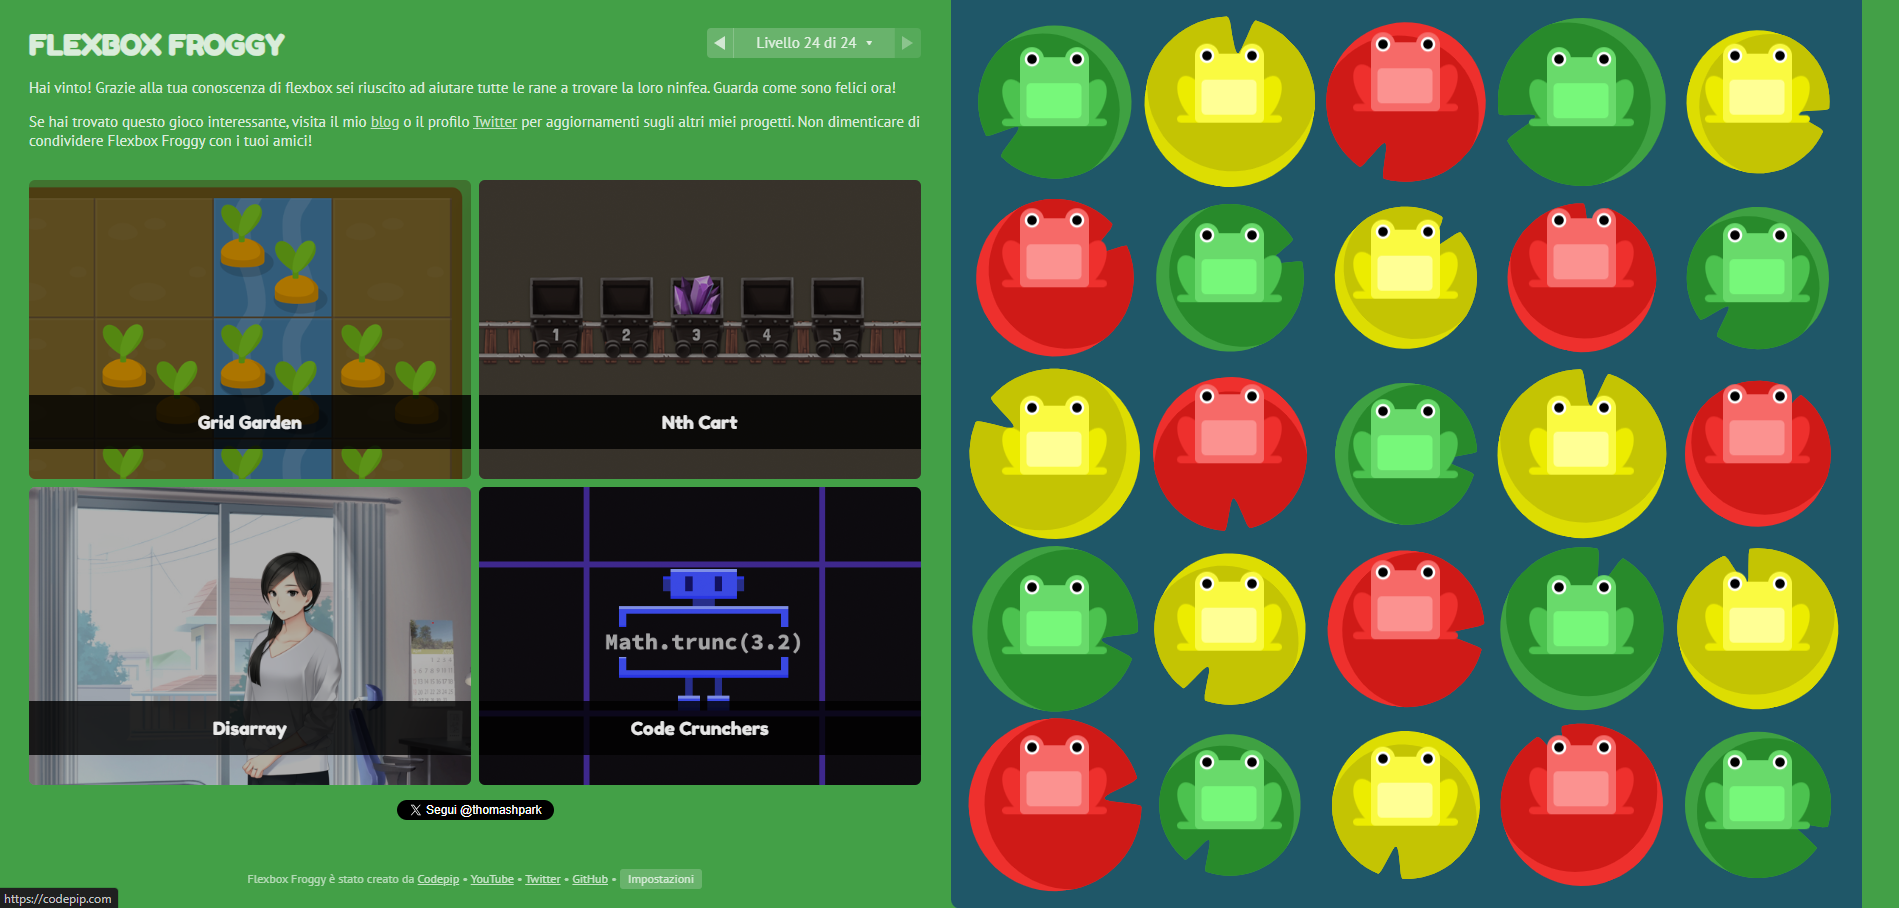 FLEXBOX FROGGY
Livello 24 di 24
Hai vinto! Grazie alla tua conoscenza di flexbox sei riuscito ad aiutare tutte le rane a trovare la loro ninfea. Guarda come sono felici ora!
Se hai trovato questo gioco interessante, visita il mio blog o il profilo Twitter per aggiornamenti sugli altri miei progetti. Non dimenticare di
condividere Flexbox Froggy con i tuoi amici!
1 2 3 4 5
Grid Garden
Nth Cart
Math.trunc(3.2)
Disarray
Code Crunchers
Segui @thomashpark
Flexbox Froggy è stato creato da Codepip • YouTube • Twitter • GitHub • Impostazioni
https://codepip.com